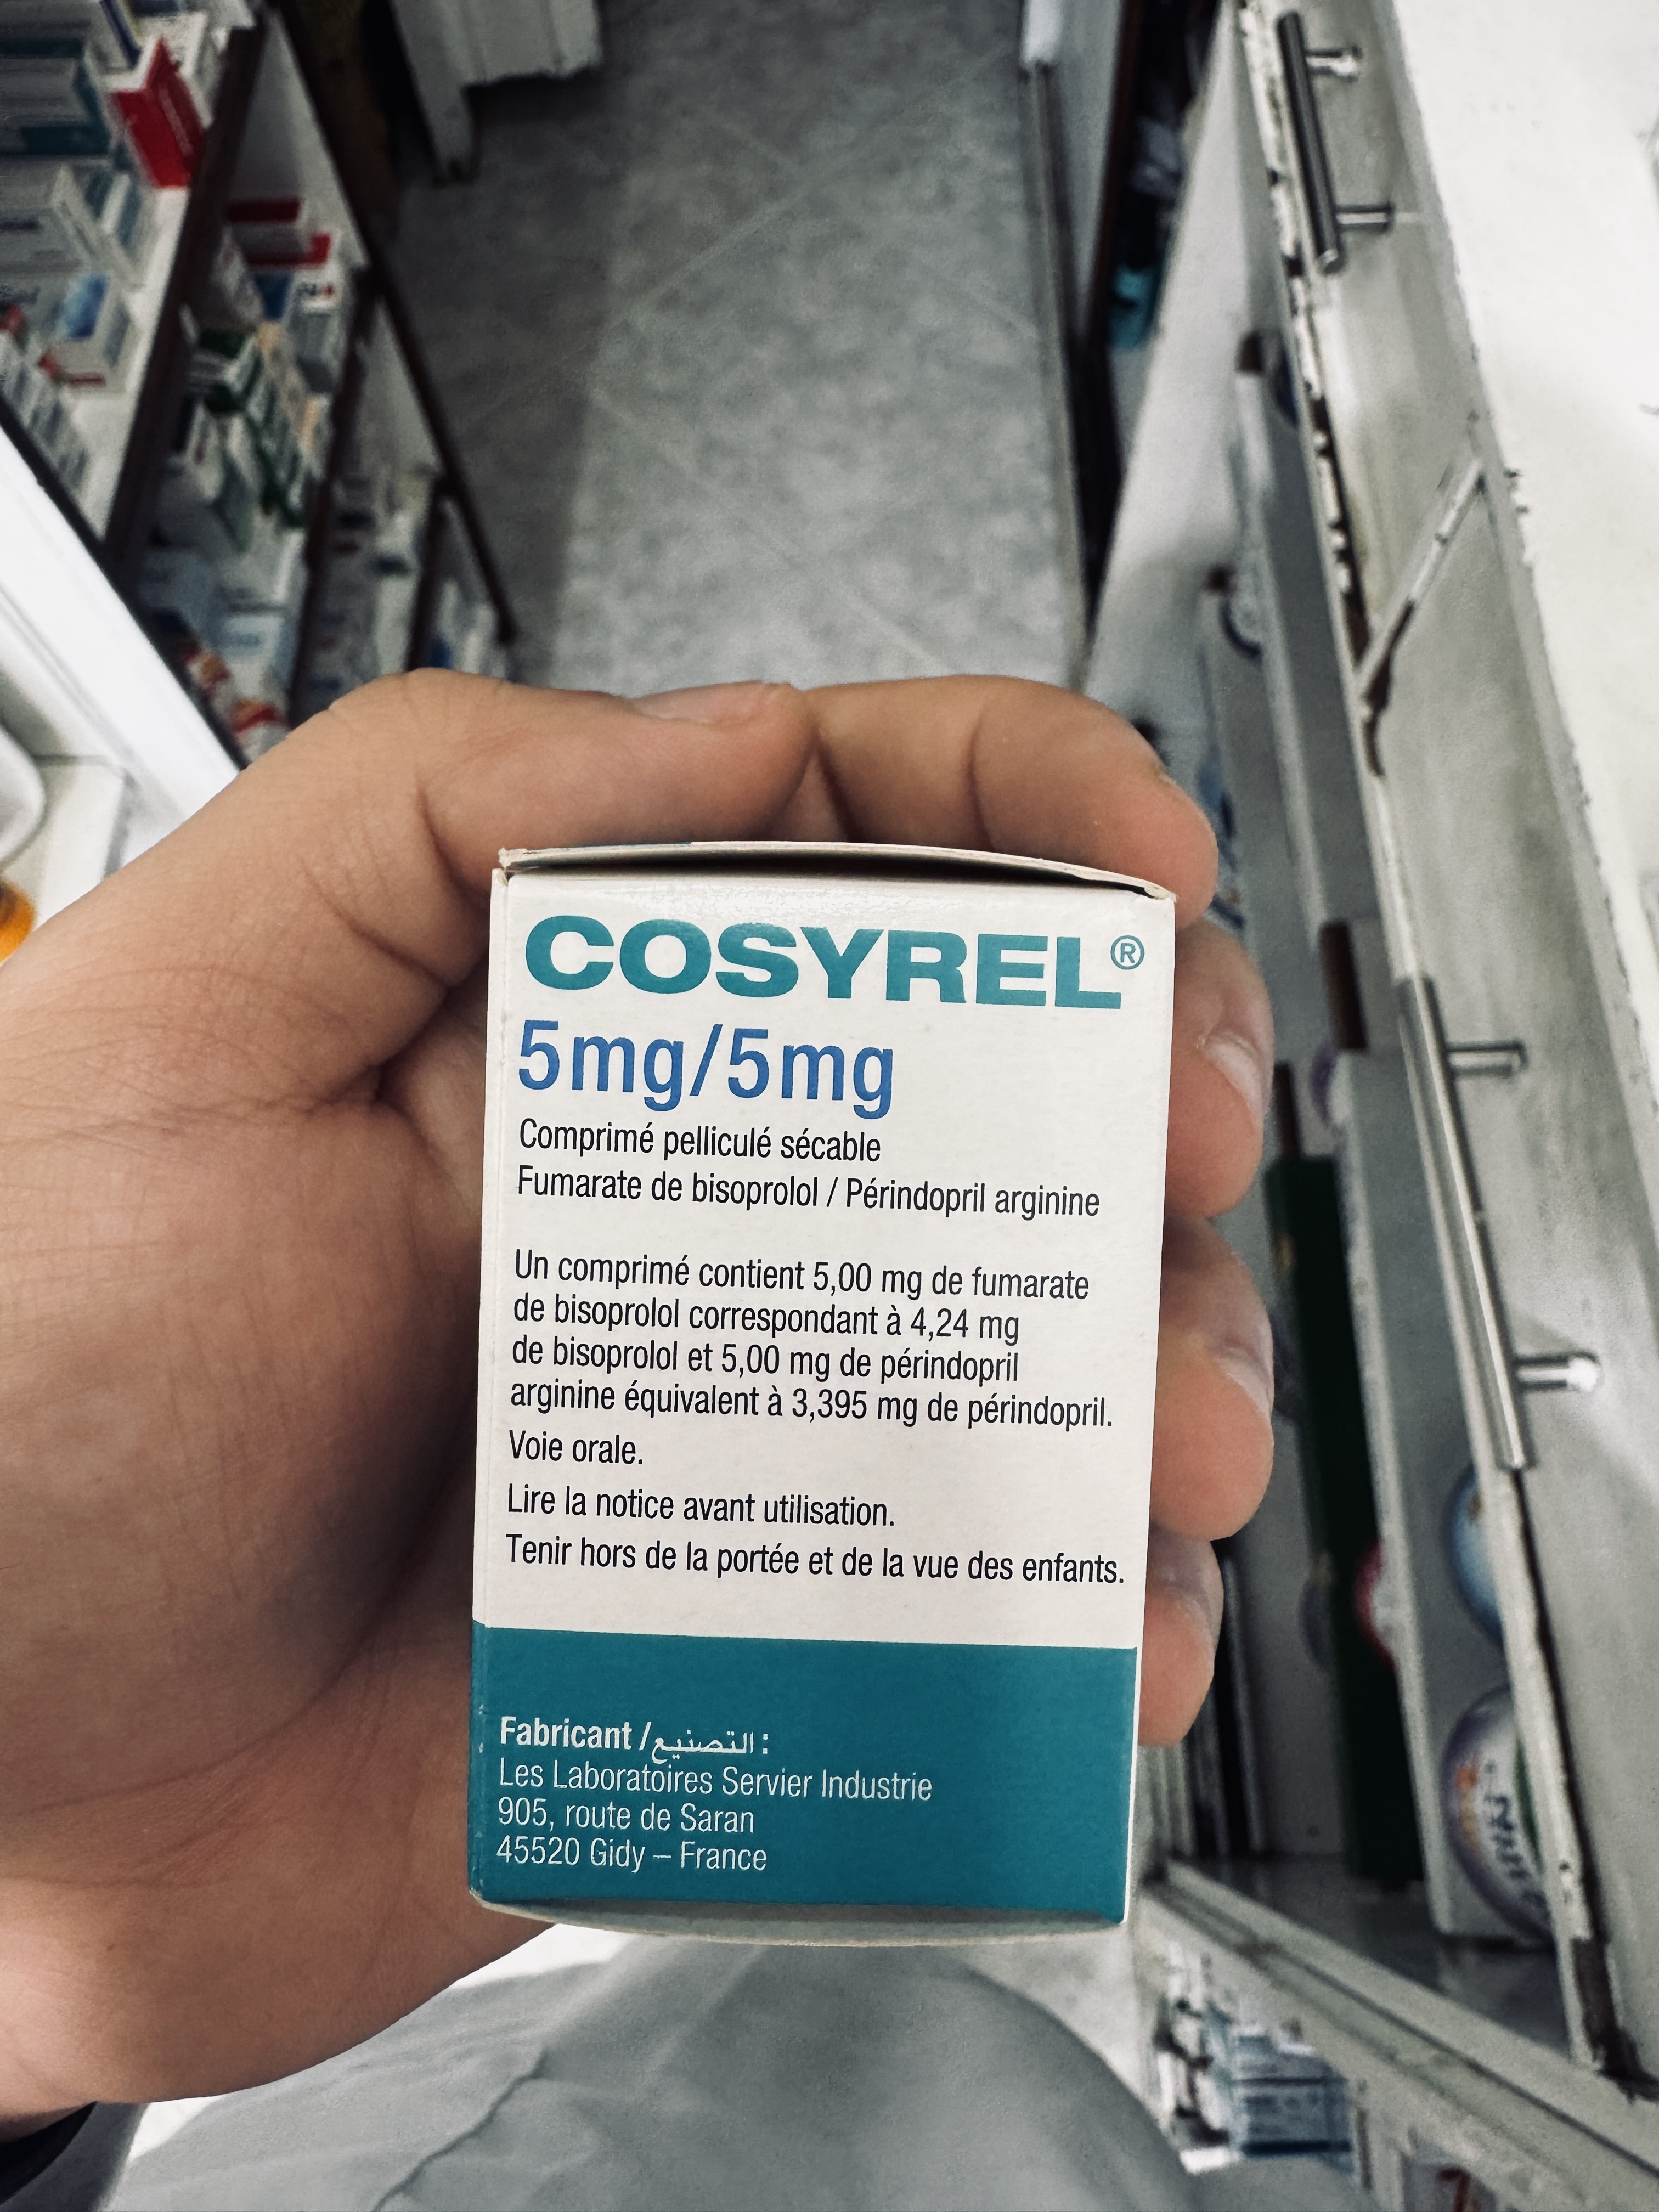 COSYREL®
5mg/5mg
Comprimé pelliculé sécable
Fumarate de bisoprolol / Périndopril arginine
Un comprimé contient 5,00 mg de fumarate
de bisoprolol correspondant à 4,24 mg
de bisoprolol et 5,00 mg de périndopril
arginine équivalent à 3,395 mg de périndopril.
Voie orale.
Lire la notice avant utilisation.
Tenir hors de la portée et de la vue des enfants.
Fabricant / التصنيع :
Les Laboratoires Servier Industrie
905, route de Saran
45520 Gidy – France